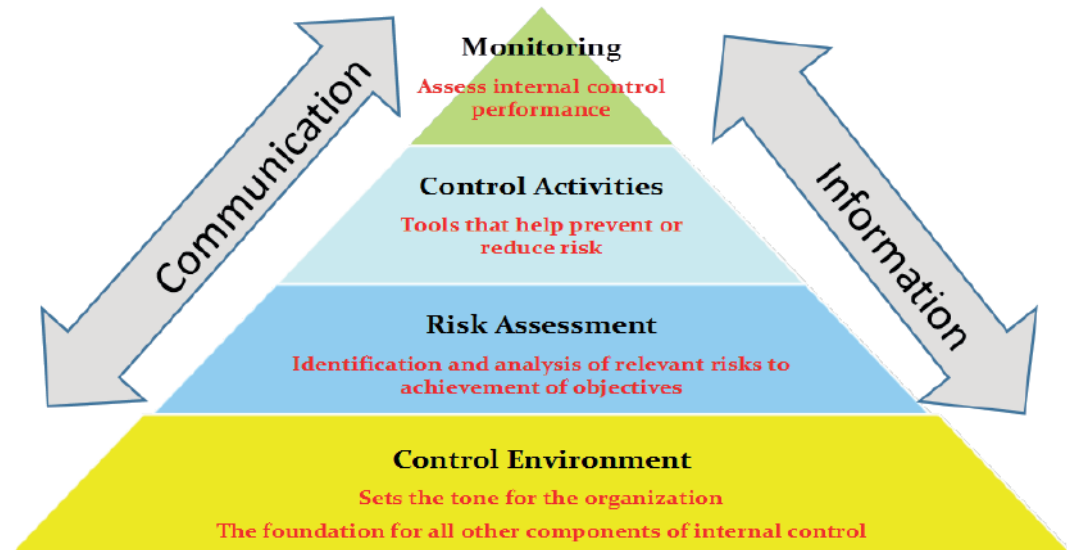 Monitoring
Assess internal control
performance
Communication
Information
Control Activities
Tools that help prevent or
reduce risk
Risk Assessment
Identification and analysis of relevant risks to
achievement of objectives
Control Environment
Sets the tone for the organization
The foundation for all other components of internal control